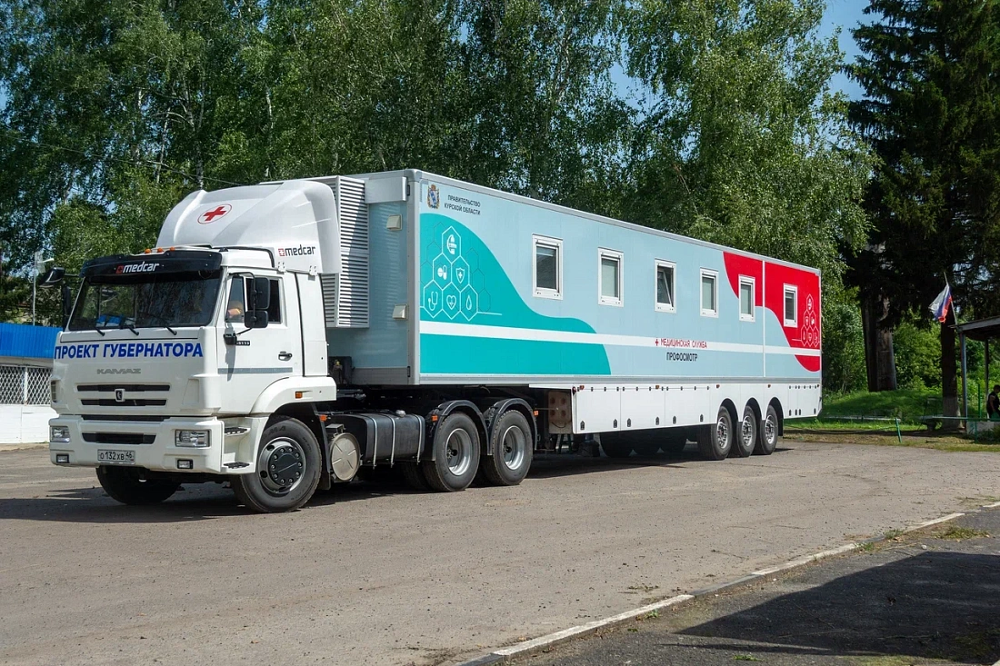 medcar
medcar
ПРОЕКТ ГУБЕРНАТОРА
KAMAZ
О 132 ХВ 46
ПРАВИТЕЛЬСТВО
КУРСКОЙ ОБЛАСТИ
МЕДИЦИНСКАЯ СЛУЖБА
ПРОФОСМОТР